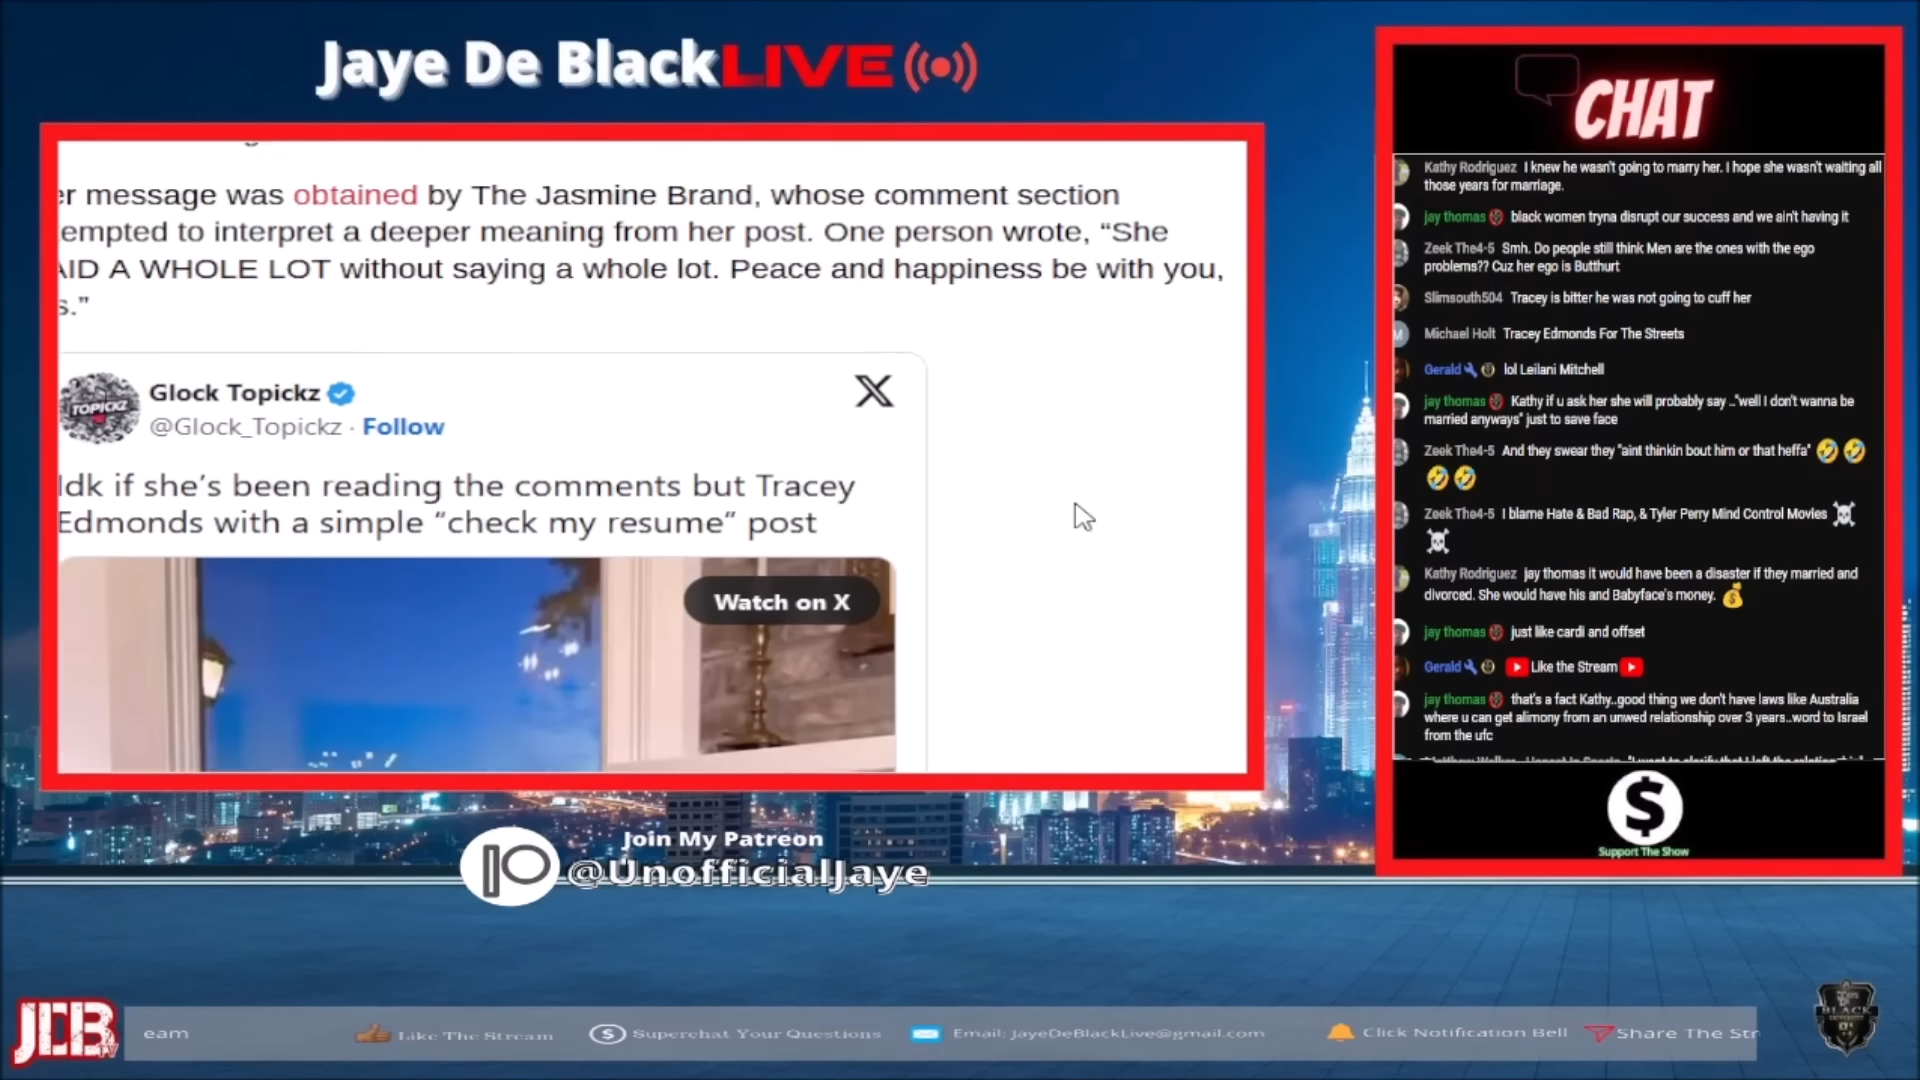 Jaye De BlackLIVE
er message was obtained by The Jasmine Brand, whose comment section
empted to interpret a deeper meaning from her post. One person wrote, “She
AID A WHOLE LOT without saying a whole lot. Peace and happiness be with you,
s.”
TOPICKZ
Glock Topickz
@Glock_Topickz · Follow
Idk if she’s been reading the comments but Tracey
Edmonds with a simple “check my resume” post
Watch on X
Join My Patreon
@UnofficialJaye
CHAT
Kathy Rodriguez I knew he wasn't going to marry her. I hope she wasn't waiting all
those years for marriage.
jay thomas black women tryna disrupt our success and we ain't having it
Zeek The4-5 Smh. Do people still think Men are the ones with the ego
problems?? Cuz her ego is Butthurt
Slimsouth504 Tracey is bitter he was not going to cuff her
M Michael Holt Tracey Edmonds For The Streets
Gerald lol Leilani Mitchell
jay thomas Kathy if u ask her she will probably say .."well I don't wanna be
married anyways" just to save face
Zeek The4-5 And they swear they "aint thinkin bout him or that heffa" 🤣🤣
🤣🤣
Zeek The4-5 I blame Hate & Bad Rap, & Tyler Perry Mind Control Movies ☠
☠
Kathy Rodriguez jay thomas it would have been a disaster if they married and
divorced. She would have his and Babyface's money. 💰
jay thomas just like cardi and offset
Gerald Like the Stream
jay thomas that's a fact Kathy..good thing we don't have laws like Australia
where u can get alimony from an unwed relationship over 3 years..word to Israel
from the ufc
$
Support The Show
JDB TV
eam
Like The Stream
$ Superchat Your Questions
Email: JayeDeBlackLive@gmail.com
Click Notification Bell
Share The Str
BLACK